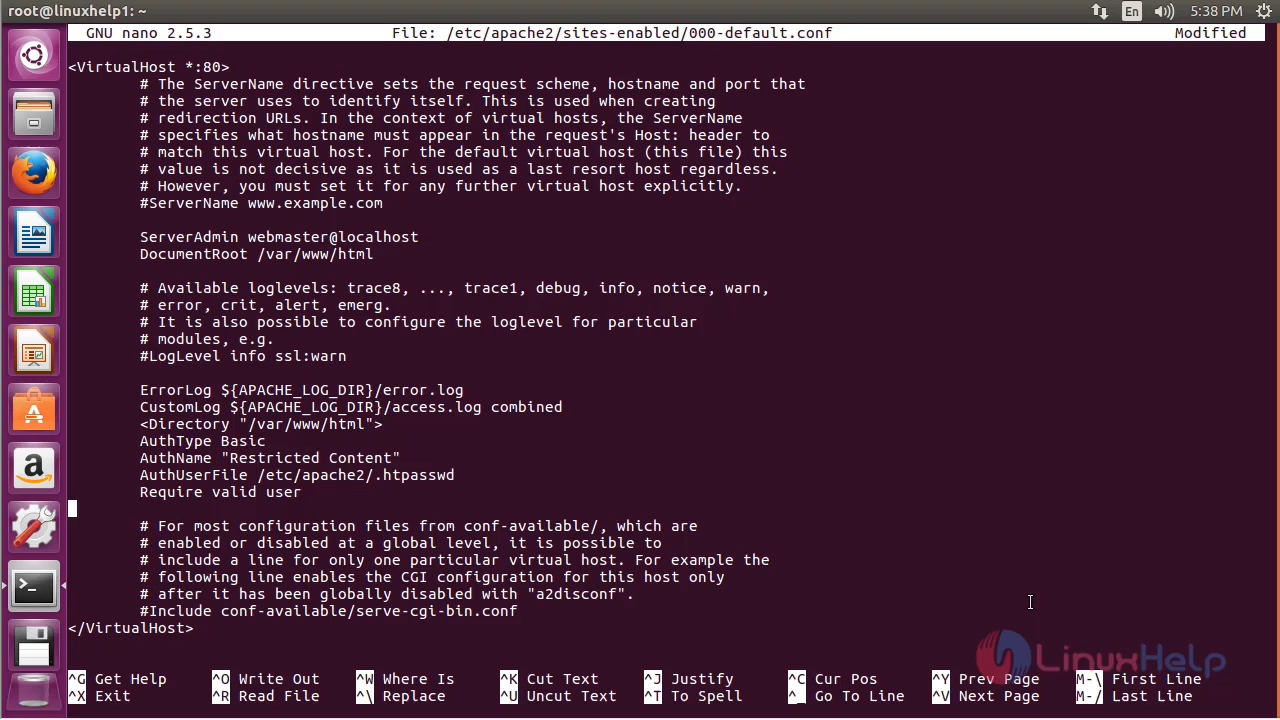 root@linuxhelp1: ~
En
5:38 PM
GNU nano 2.5.3 File: /etc/apache2/sites-enabled/000-default.conf Modified
<VirtualHost *:80>
# The ServerName directive sets the request scheme, hostname and port that
# the server uses to identify itself. This is used when creating
# redirection URLs. In the context of virtual hosts, the ServerName
# specifies what hostname must appear in the request's Host: header to
# match this virtual host. For the default virtual host (this file) this
# value is not decisive as it is used as a last resort host regardless.
# However, you must set it for any further virtual host explicitly.
#ServerName www.example.com
ServerAdmin webmaster@localhost
DocumentRoot /var/www/html
# Available loglevels: trace8, ..., trace1, debug, info, notice, warn,
# error, crit, alert, emerg.
# It is also possible to configure the loglevel for particular
# modules, e.g.
#LogLevel info ssl:warn
ErrorLog ${APACHE_LOG_DIR}/error.log
CustomLog ${APACHE_LOG_DIR}/access.log combined
<Directory "/var/www/html">
AuthType Basic
AuthName "Restricted Content"
AuthUserFile /etc/apache2/.htpasswd
Require valid user
# For most configuration files from conf-available/, which are
# enabled or disabled at a global level, it is possible to
# include a line for only one particular virtual host. For example the
# following line enables the CGI configuration for this host only
# after it has been globally disabled with "a2disconf".
#Include conf-available/serve-cgi-bin.conf
</VirtualHost>
LinuxHelp
^G Get Help ^O Write Out ^W Where Is ^K Cut Text ^J Justify ^C Cur Pos ^Y Prev Page M-\ First Line
^X Exit ^R Read File ^\ Replace ^U Uncut Text ^T To Spell ^_ Go To Line ^V Next Page M-/ Last Line